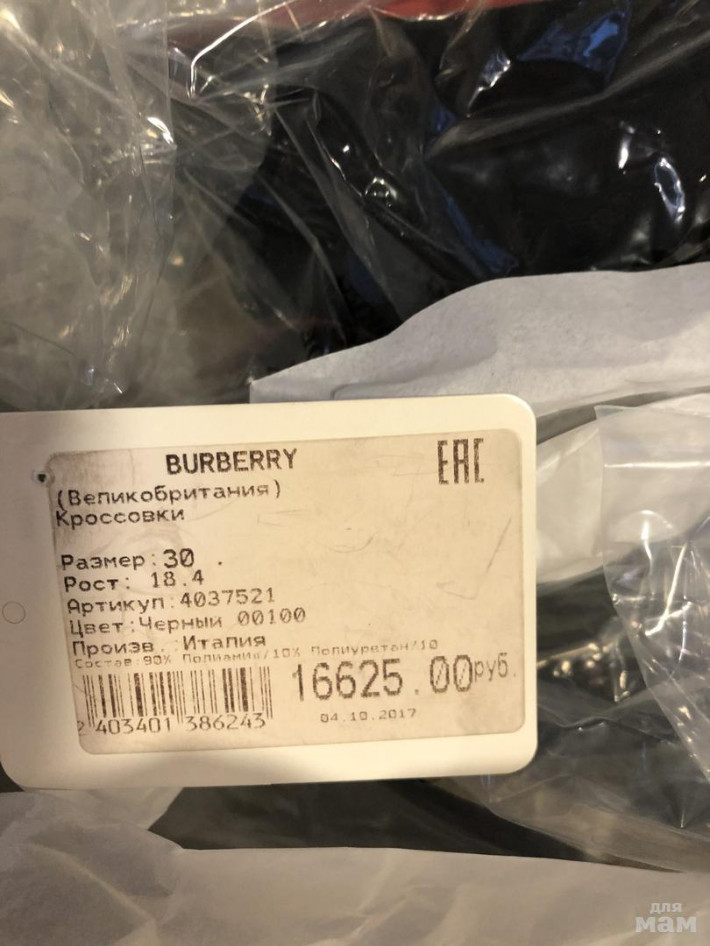 BURBERRY
EAC
(Великобритания)
Кроссовки
Размер: 30 .
Рост: 18.4
Артикул: 4037521
Цвет: Черный 00100
Произв. : Италия
Состав 90% Полиамид/10% Полиуретан/10
16625.00руб.
2 403401 386243
04.10.2017
для
мам